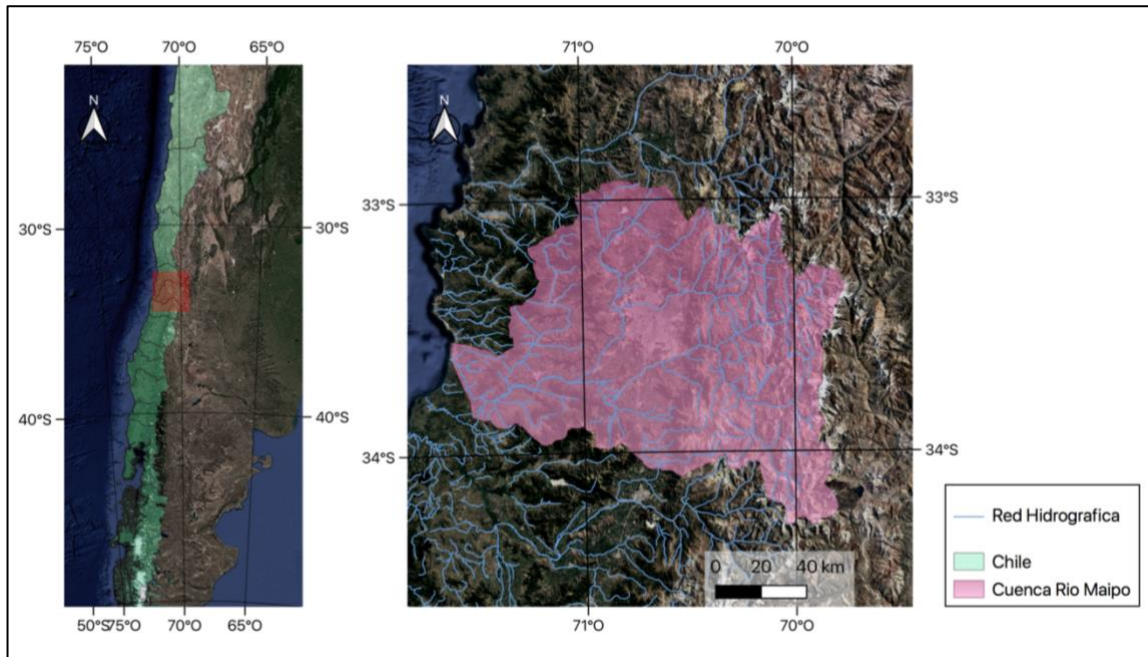 75°O 70°O 65°O
N
30°S 30°S
40°S 40°S
50°S 75°O 70°O 65°O
71°O 70°O
N
33°S 33°S
34°S 34°S
0 20 40 km
71°O 70°O
Red Hidrografica
Chile
Cuenca Rio Maipo